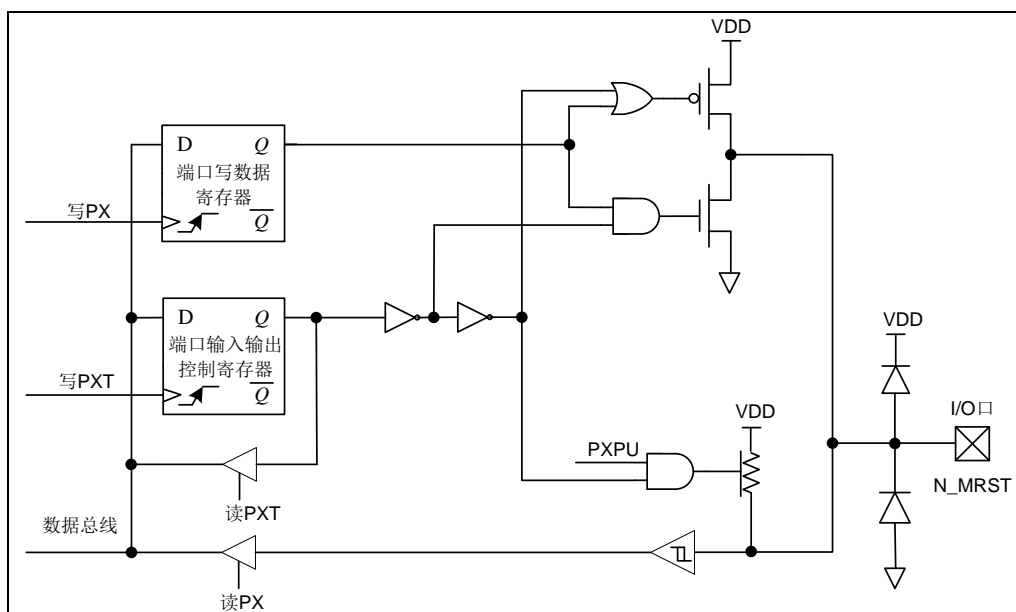 VDD
D Q
端口写数据
寄存器
Q
写PX
D Q
端口输入输出
控制寄存器
Q
写PXT
VDD
I/O口
N_MRST
VDD
PXPU
读PXT
数据总线
读PX